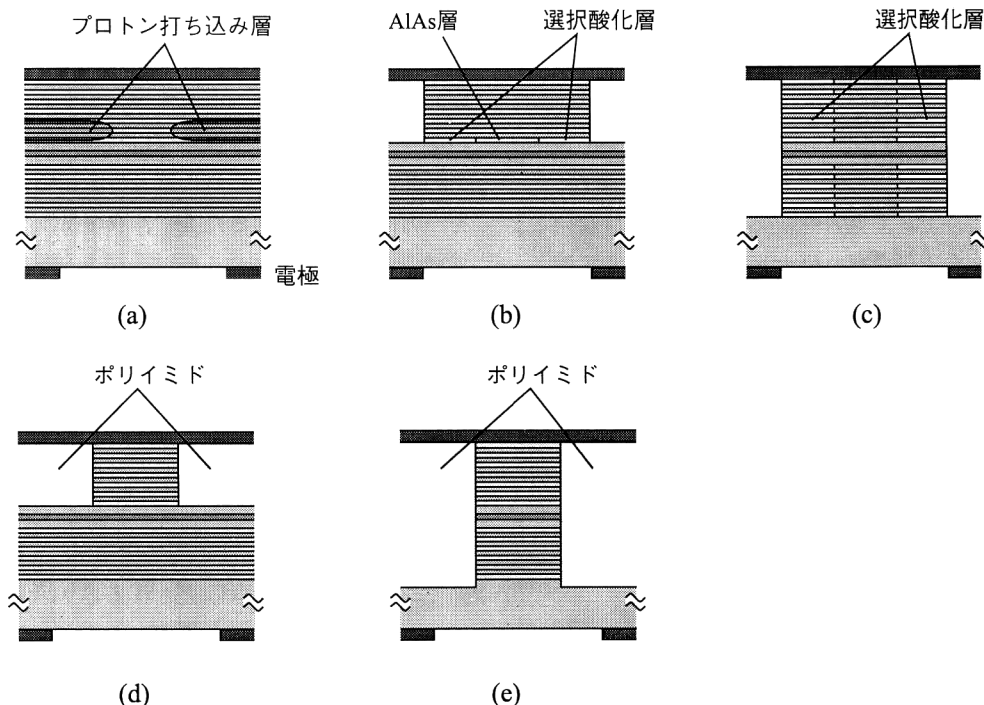 プロトン打ち込み層
AlAs層
選択酸化層
選択酸化層
電極
(a)
(b)
(c)
ポリイミド
ポリイミド
(d)
(e)